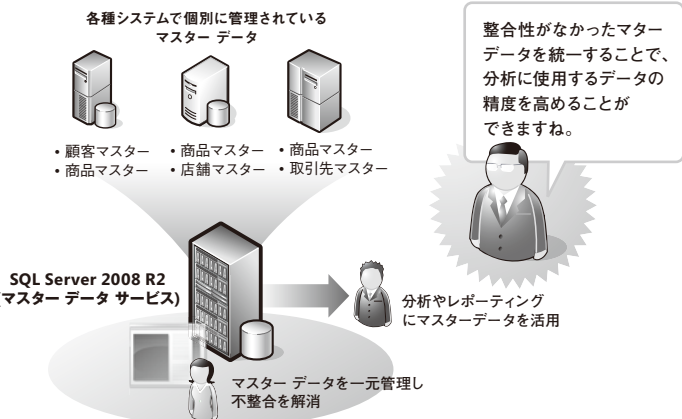 各種システムで個別に管理されている
マスター データ
整合性がなかったマター
データを統一することで、
分析に使用するデータの
精度を高めることが
できますね。
• 顧客マスター
• 商品マスター
• 商品マスター
• 店舗マスター
• 商品マスター
• 取引先マスター
SQL Server 2008 R2
(マスター データ サービス)
分析やレポーティング
にマスターデータを活用
マスター データを一元管理し
不整合を解消